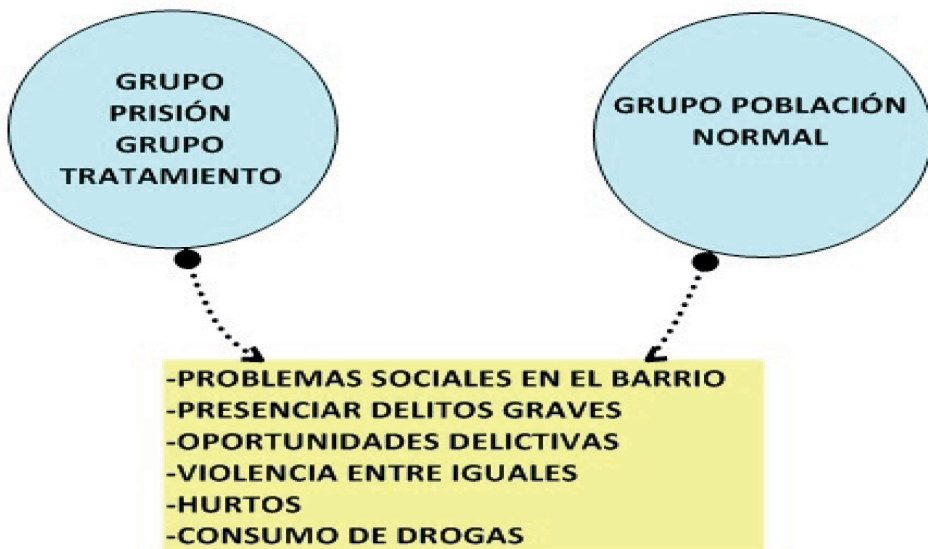 GRUPO
PRISIÓN
GRUPO
TRATAMIENTO
GRUPO POBLACIÓN
NORMAL
-PROBLEMAS SOCIALES EN EL BARRIO
-PRESENCIAR DELITOS GRAVES
-OPORTUNIDADES DELICTIVAS
-VIOLENCIA ENTRE IGUALES
-HURTOS
-CONSUMO DE DROGAS